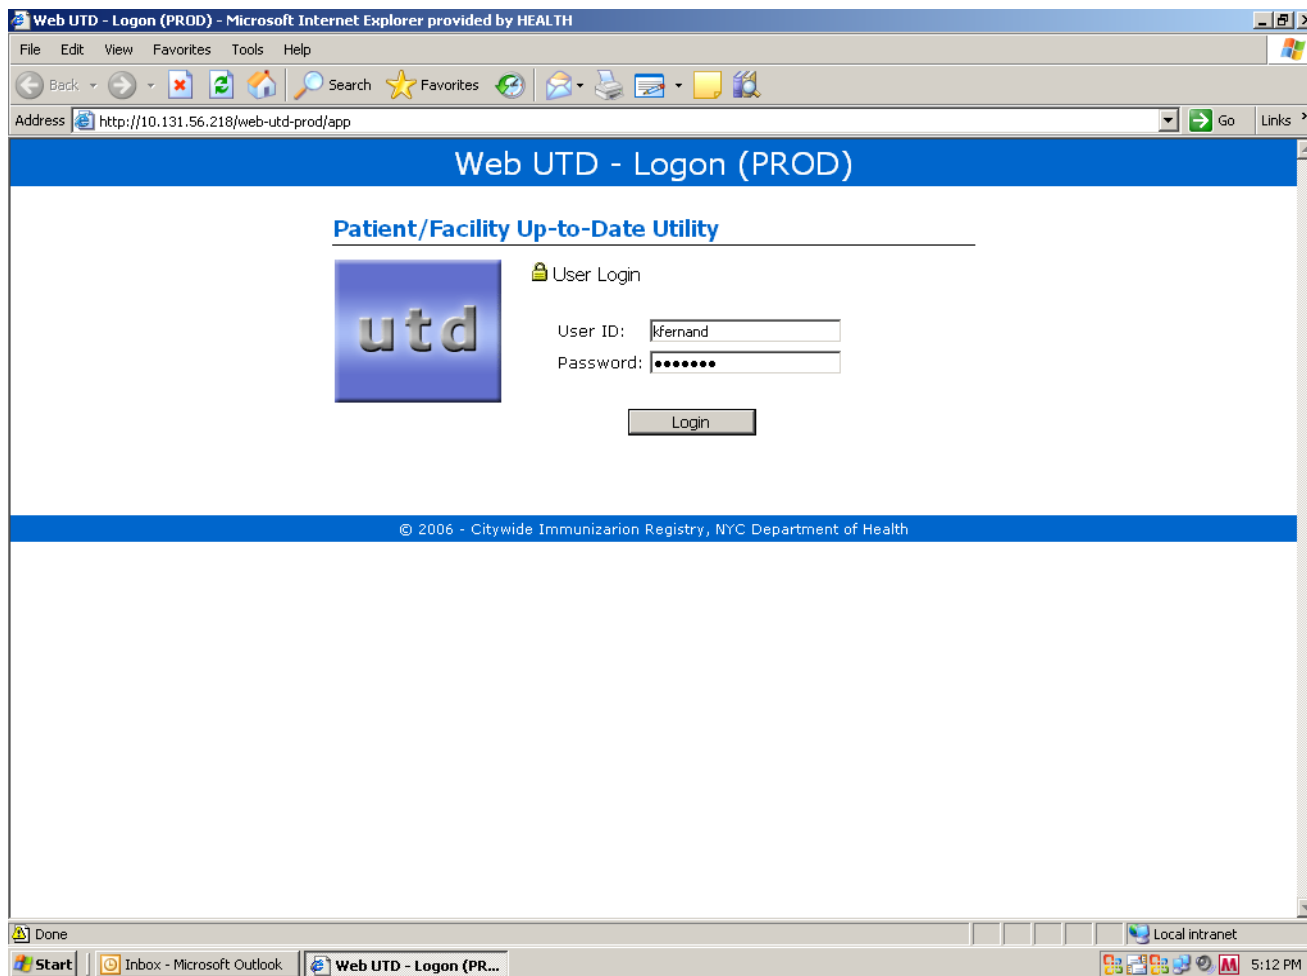 Web UTD - Logon (PROD) - Microsoft Internet Explorer provided by HEALTH
File Edit View Favorites Tools Help
Back Search Favorites
Address http://10.131.56.218/web-utd-prod/app Go Links
Web UTD - Logon (PROD)
Patient/Facility Up-to-Date Utility
utd
User Login
User ID: kfernand
Password: •••••••
Login
© 2006 - Citywide Immunizarion Registry, NYC Department of Health
Done Local intranet
Start Inbox - Microsoft Outlook Web UTD - Logon (PR... M 5:12 PM